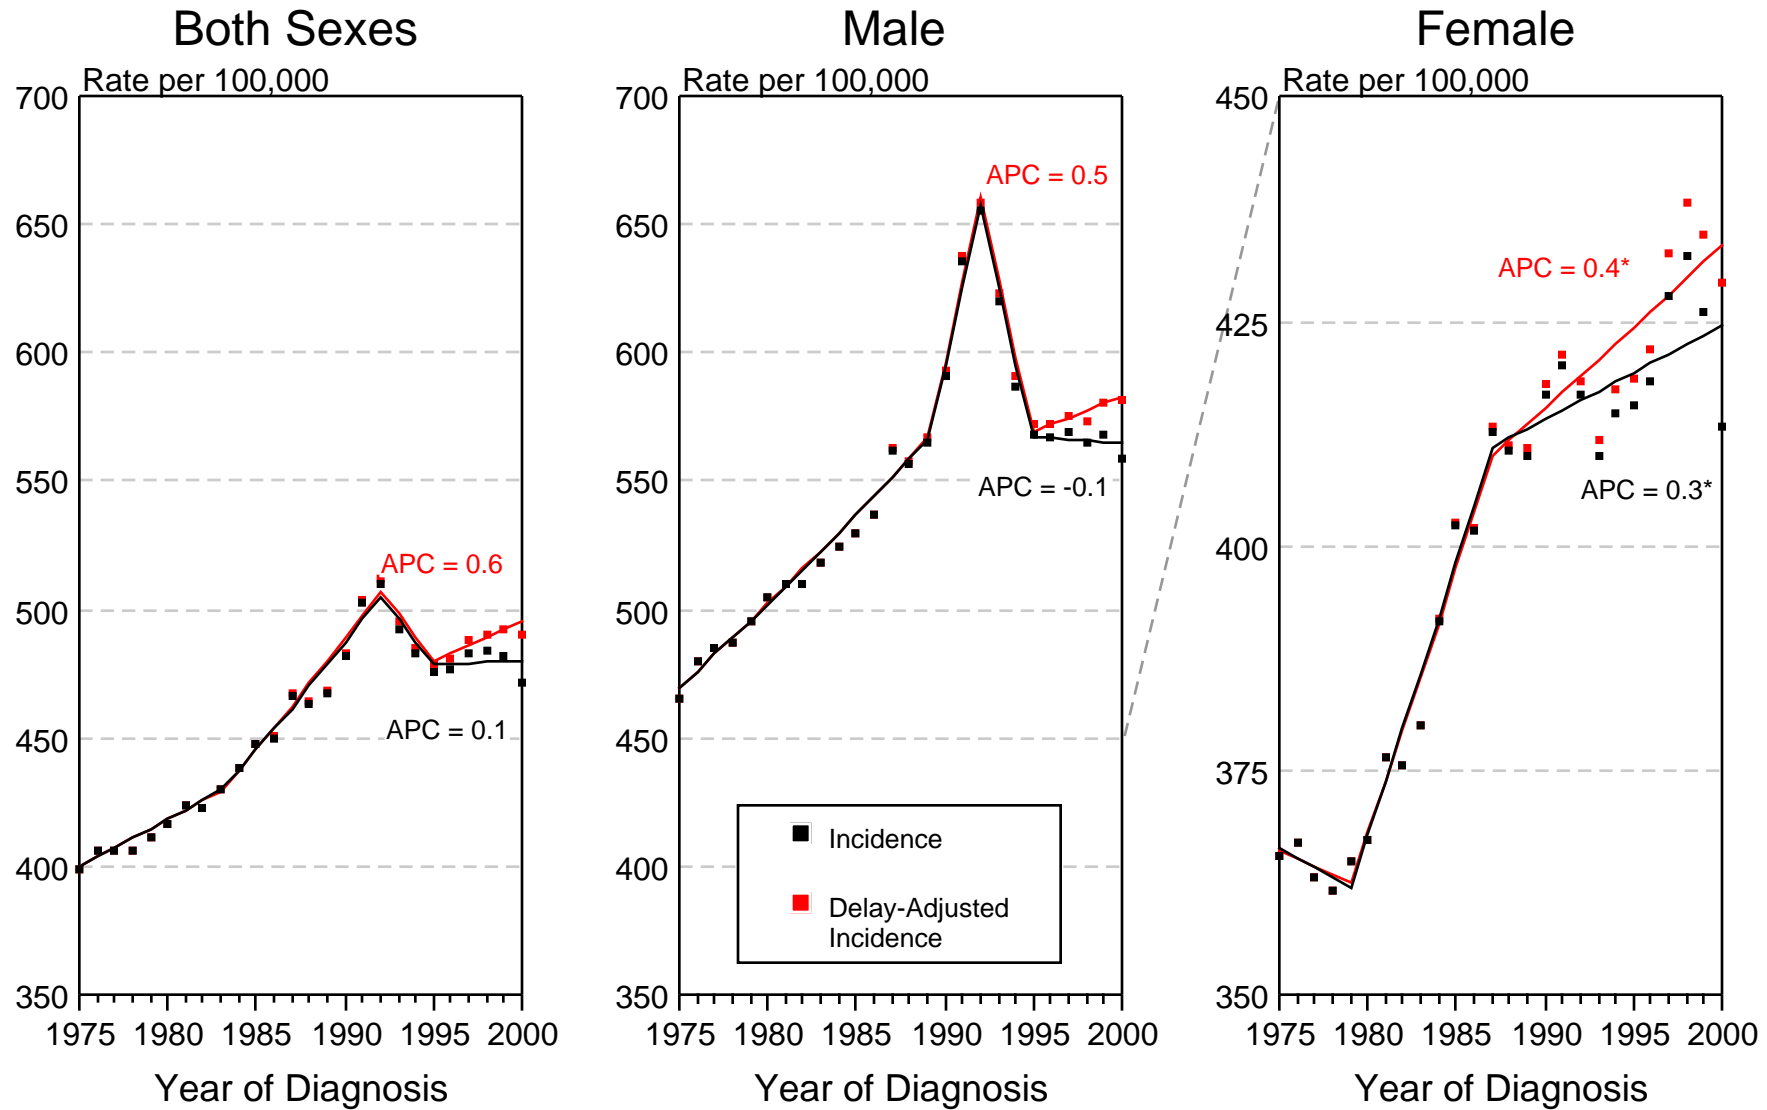 Both Sexes
Rate per 100,000
700
650
600
550
500
450
400
350
APC = 0.6
APC = 0.1
1975 1980 1985 1990 1995 2000
Year of Diagnosis
Male
Rate per 100,000
700
650
600
550
500
450
400
350
APC = 0.5
APC = -0.1
Incidence
Delay-Adjusted
Incidence
1975 1980 1985 1990 1995 2000
Year of Diagnosis
Female
Rate per 100,000
450
425
400
375
350
APC = 0.4*
APC = 0.3*
1975 1980 1985 1990 1995 2000
Year of Diagnosis